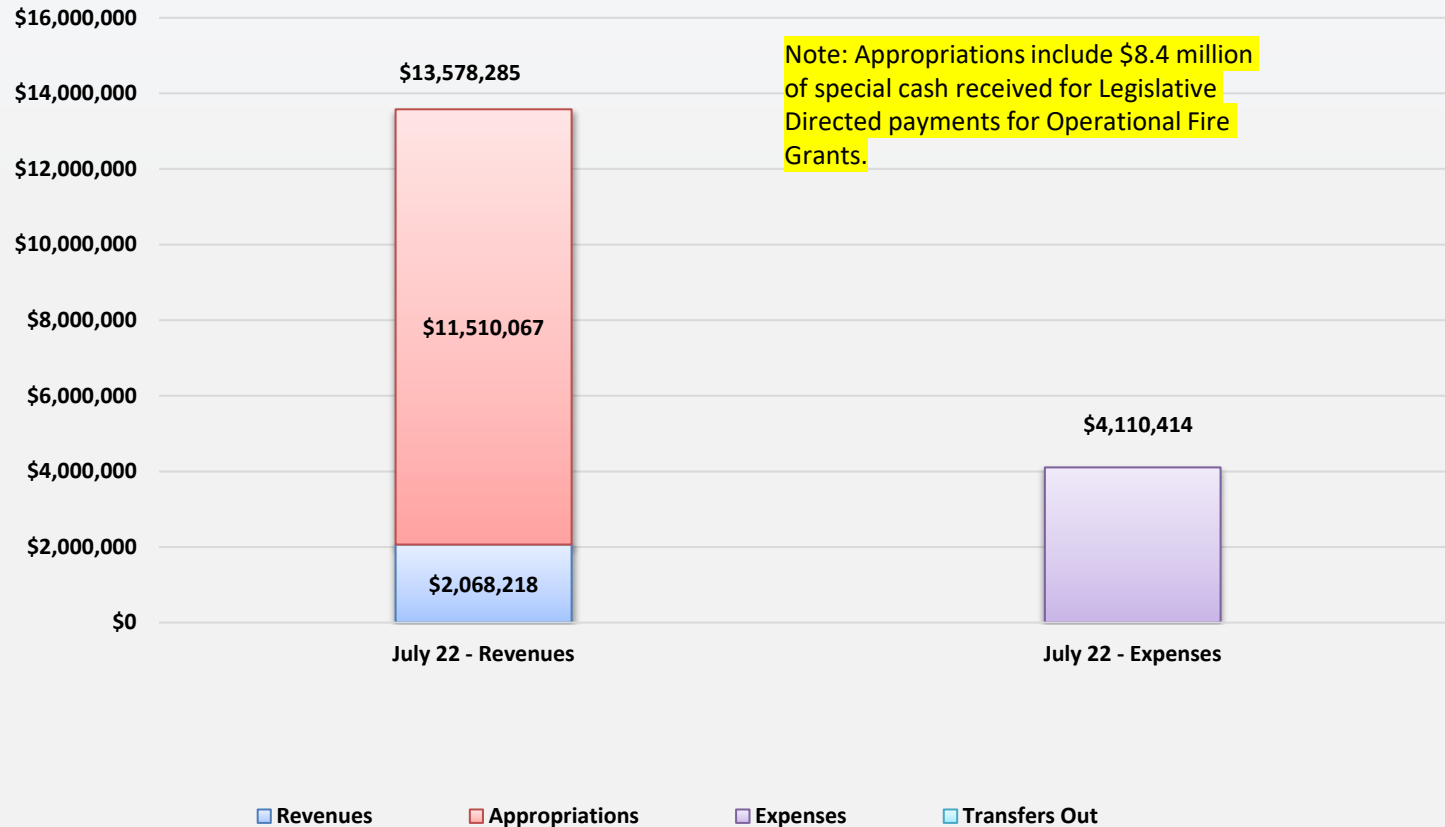 $16,000,000
$14,000,000
$12,000,000
$10,000,000
$8,000,000
$6,000,000
$4,000,000
$2,000,000
$0
$13,578,285
$11,510,067
$2,068,218
Note: Appropriations include $8.4 million
of special cash received for Legislative
Directed payments for Operational Fire
Grants.
$4,110,414
July 22 - Revenues
July 22 - Expenses
Revenues
Appropriations
Expenses
Transfers Out